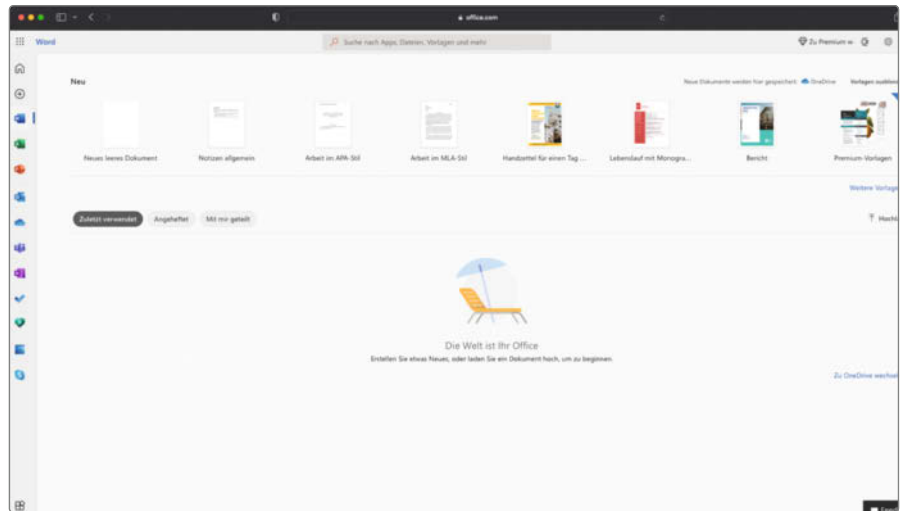 office.com
Word
Suche nach Apps, Dateien, Vorlagen und mehr
Zu Premium w
Neu
Neue Dokumente werden hier gespeichert: OneDrive
Vorlagen ausblen
Neues leeres Dokument
Notizen allgemein
Arbeit im APA-Stil
Arbeit im MLA-Stil
Handzettel für einen Tag ...
Lebenslauf mit Monogra...
Bericht
Premium-Vorlagen
Weitere Vorlage
Zuletzt verwendet
Angeheftet
Mit mir geteilt
Hochl
Die Welt ist Ihr Office
Erstellen Sie etwas Neues, oder laden Sie ein Dokument hoch, um zu beginnen.
Zu OneDrive wechsel